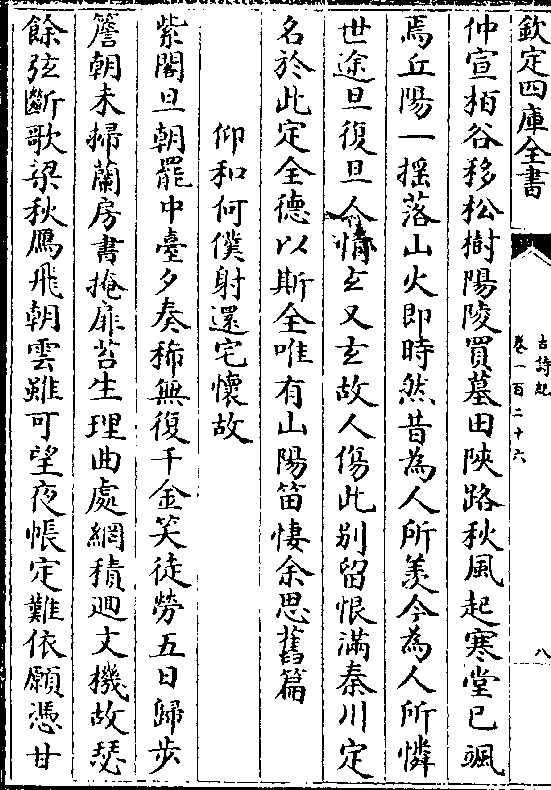 欽定四庫全書
古詩紀
卷一百二十六
八
仲宣栢谷移松樹陽陵買墓田陜路秋風起寒堂已颯
焉丘陽一揺落山火即時然昔為人所羨今為人所憐
世途旦復旦人情玄又玄故人傷此别留恨滿秦川定
名於此定全德以斯全唯有山陽笛悽余思舊篇
仰和何僕射還宅懷故
紫閣旦朝罷中臺夕奏稀無復千金笑徒勞五日歸步
簷朝未掃蘭房晝掩扉苔生理曲處網積迴文機故瑟
餘弦斷歌梁秋鴈飛朝雲雖可望夜帳定難依願憑甘